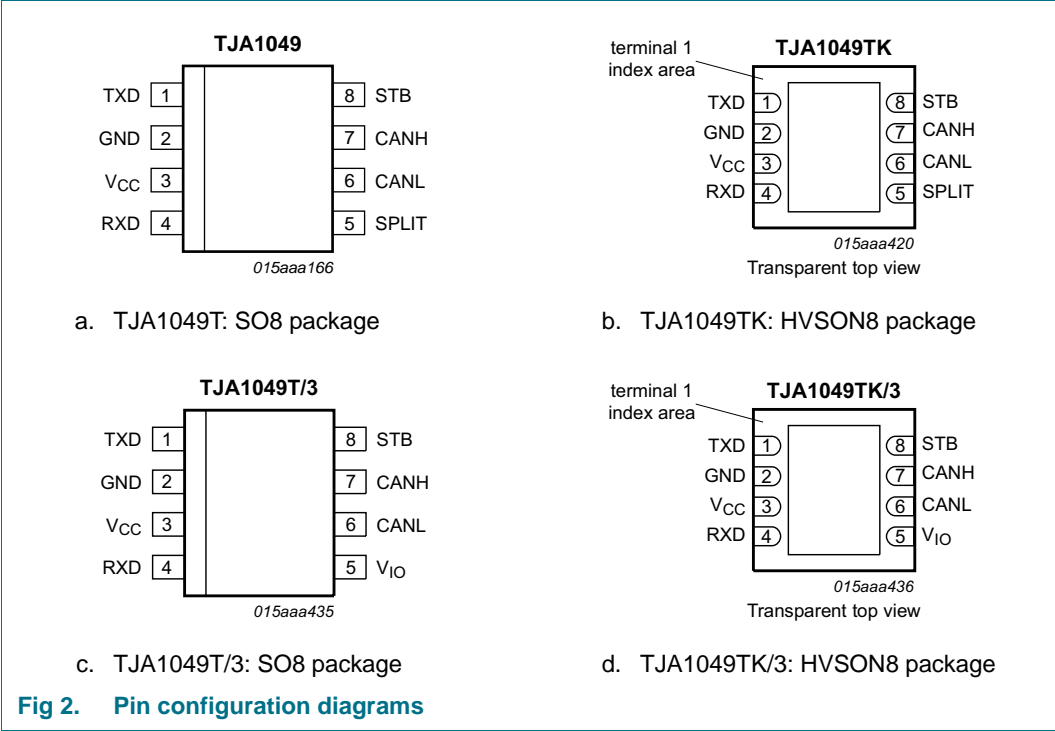 TJA1049
TXD 1
8 STB
GND 2
7 CANH
VCC 3
6 CANL
RXD 4
5 SPLIT
015aaa166
a. TJA1049T: SO8 package
terminal 1
index area
TJA1049TK
TXD 1
8 STB
GND 2
7 CANH
VCC 3
6 CANL
RXD 4
5 SPLIT
015aaa420
Transparent top view
b. TJA1049TK: HVSON8 package
TJA1049T/3
TXD 1
8 STB
GND 2
7 CANH
VCC 3
6 CANL
RXD 4
5 VIO
015aaa435
c. TJA1049T/3: SO8 package
terminal 1
index area
TJA1049TK/3
TXD 1
8 STB
GND 2
7 CANH
VCC 3
6 CANL
RXD 4
5 VIO
015aaa436
Transparent top view
d. TJA1049TK/3: HVSON8 package
Fig 2. Pin configuration diagrams